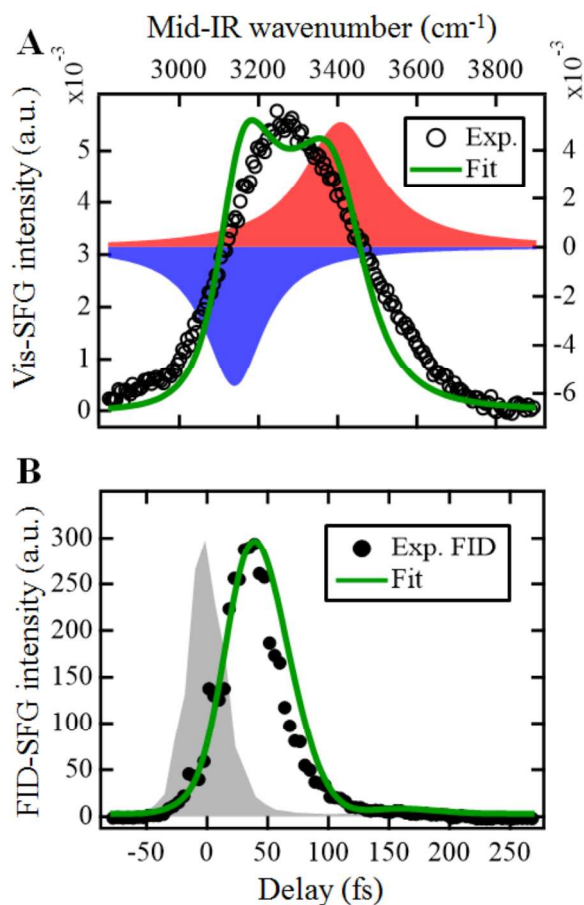 A
Mid-IR wavenumber (cm⁻¹)
x10⁻³
3000 3200 3400 3600 3800
x10⁻³
Vis-SFG intensity (a.u.)
5
4
3
2
1
0
Exp.
Fit
4
2
0
-2
-4
-6
B
FID-SFG intensity (a.u.)
300
250
200
150
100
50
0
Exp. FID
Fit
-50 0 50 100 150 200 250
Delay (fs)